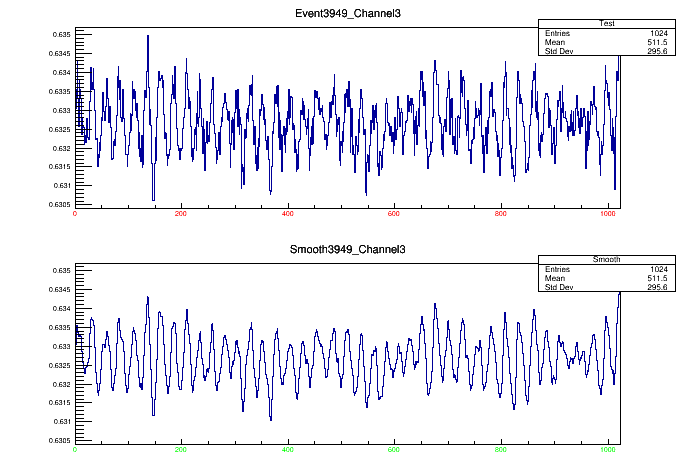 Event3949_Channel3
Test
Entries 1024
Mean 511.5
Std Dev 295.6
0.635
0.6345
0.634
0.6335
0.633
0.6325
0.632
0.6315
0.631
0.6305
0 200 400 600 800 1000
Smooth3949_Channel3
Smooth
Entries 1024
Mean 511.5
Std Dev 295.6
0.635
0.6345
0.634
0.6335
0.633
0.6325
0.632
0.6315
0.631
0.6305
0 200 400 600 800 1000